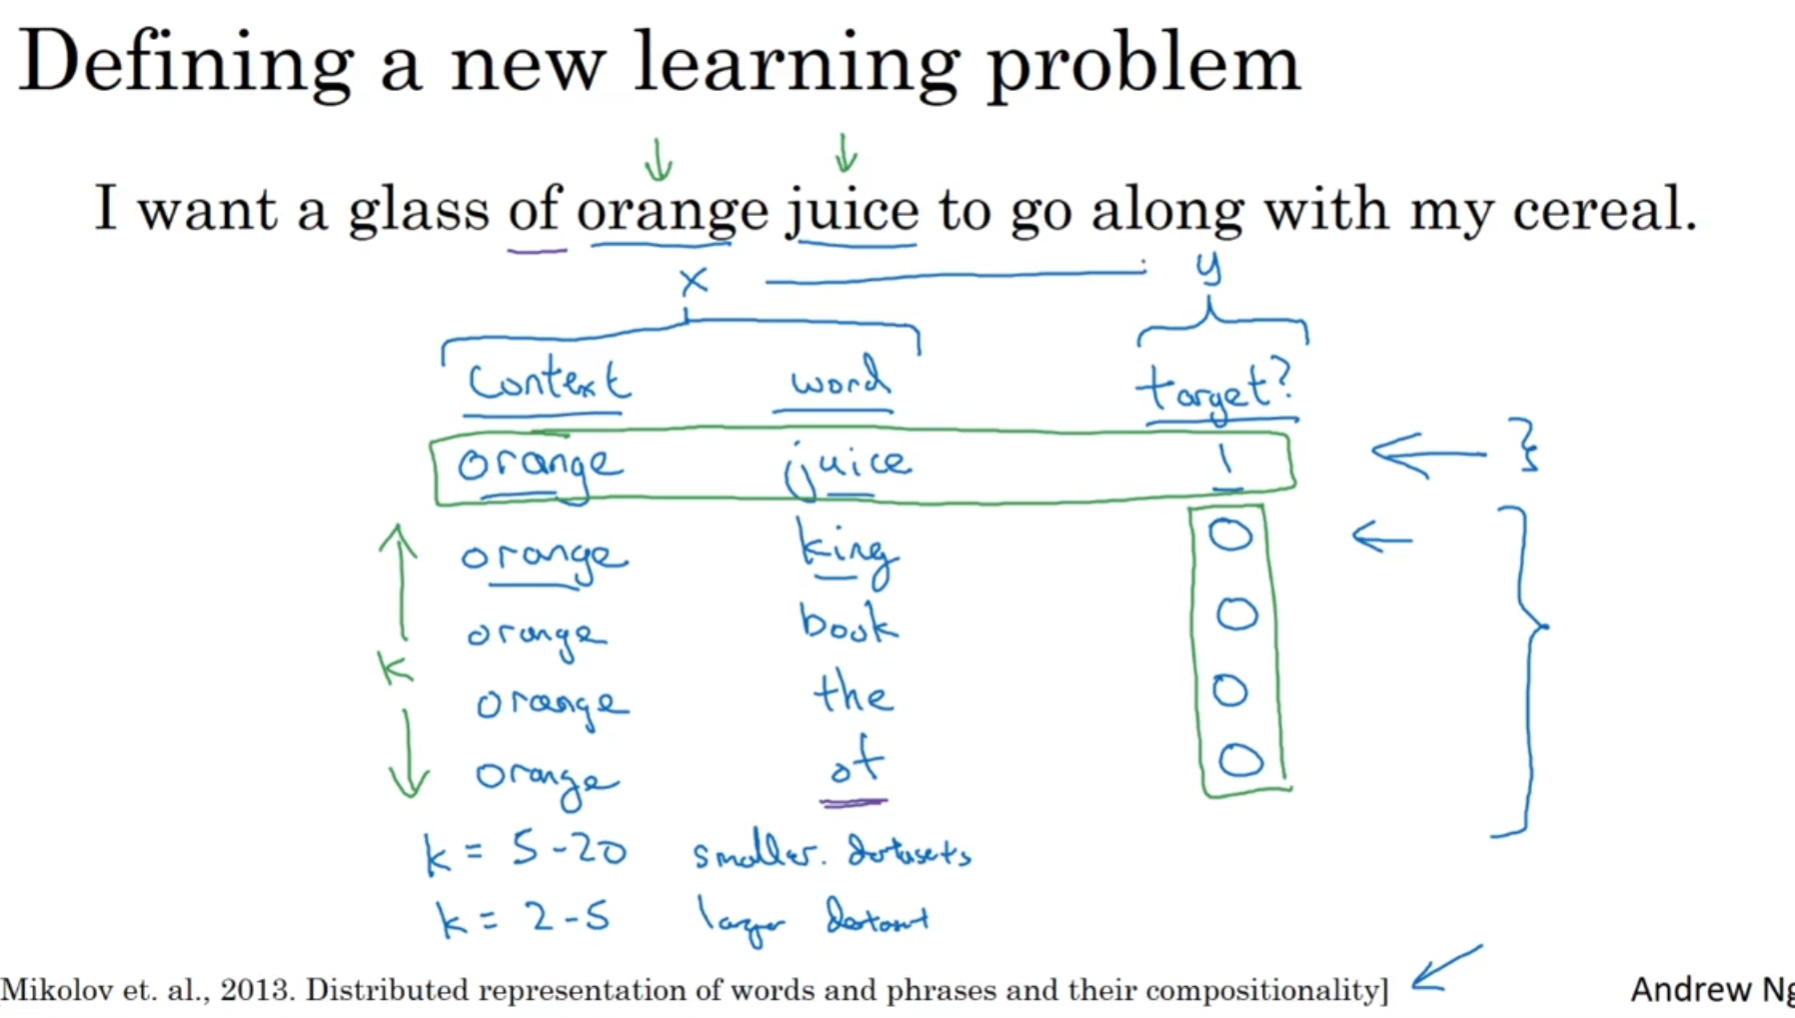 Defining a new learning problem
I want a glass of orange juice to go along with my cereal.
x y
Context word target?
orange juice 1
orange king 0
orange book 0
orange the 0
orange of 0
k
k = 5-20 smaller datasets
k = 2-5 larger dataset
Mikolov et. al., 2013. Distributed representation of words and phrases and their compositionality]
Andrew Ng